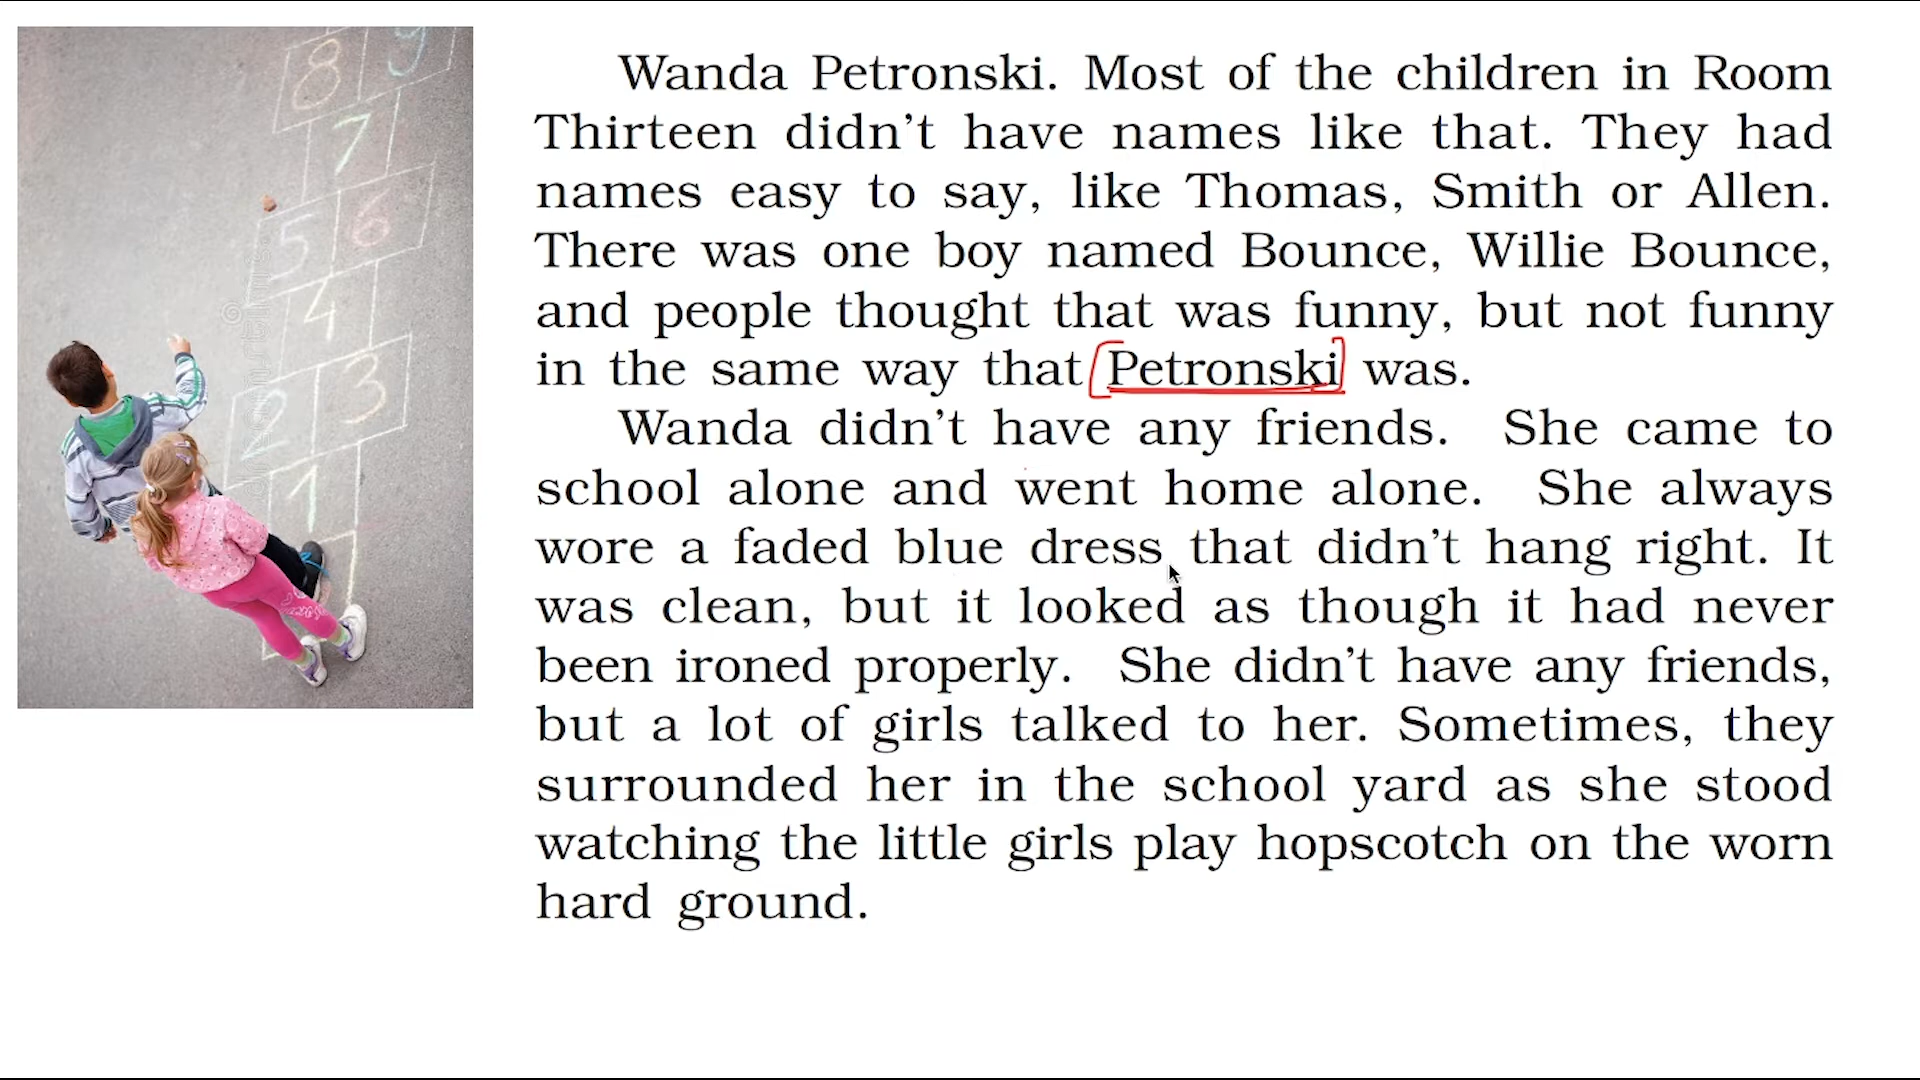 Wanda Petronski. Most of the children in Room
Thirteen didn't have names like that. They had
names easy to say, like Thomas, Smith or Allen.
There was one boy named Bounce, Willie Bounce,
and people thought that was funny, but not funny
in the same way that Petronski was.
Wanda didn't have any friends. She came to
school alone and went home alone. She always
wore a faded blue dress that didn't hang right. It
was clean, but it looked as though it had never
been ironed properly. She didn't have any friends,
but a lot of girls talked to her. Sometimes, they
surrounded her in the school yard as she stood
watching the little girls play hopscotch on the worn
hard ground.
8 9
7
5 6
4
2 3
1